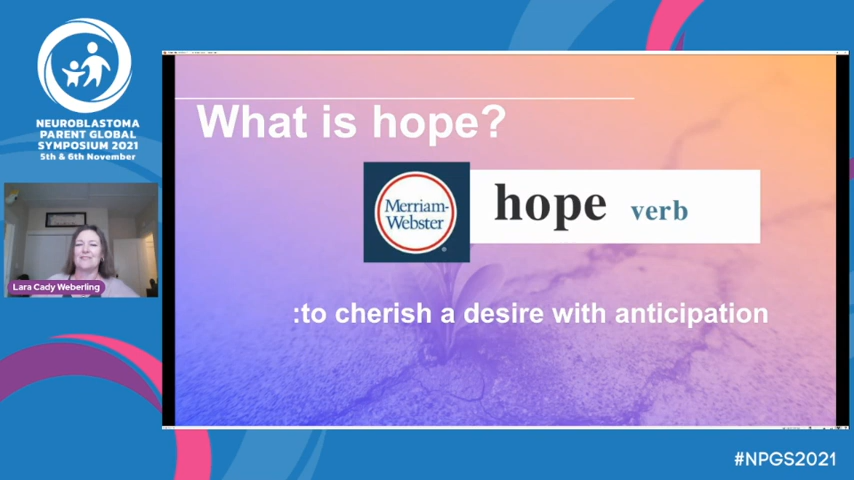 NEUROBLASTOMA
PARENT GLOBAL
SYMPOSIUM 2021
5th & 6th November
Lara Cady Weberling
What is hope?
Merriam-
Webster
®
hope verb
:to cherish a desire with anticipation
#NPGS2021